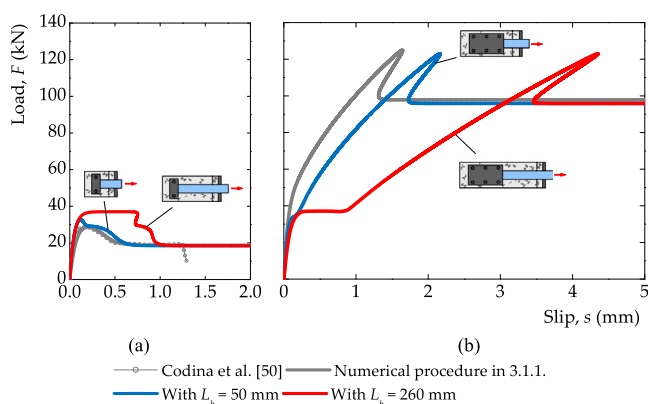 Load, F (kN)
140
120
100
80
60
40
20
0
0.0 0.5 1.0 1.5 2.0
0 1 2 3 4 5
Slip, s (mm)
(a) (b)
Codina et al. [50] Numerical procedure in 3.1.1.
With Lb = 50 mm With Lb = 260 mm